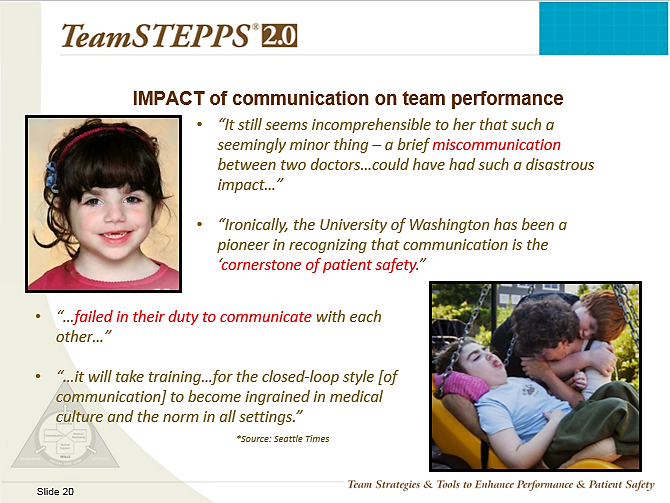 TeamSTEPPS® 2.0
IMPACT of communication on team performance
• “It still seems incomprehensible to her that such a
seemingly minor thing – a brief miscommunication
between two doctors…could have had such a disastrous
impact…”
• “Ironically, the University of Washington has been a
pioneer in recognizing that communication is the
‘cornerstone of patient safety.”
• “…failed in their duty to communicate with each
other…”
• “…it will take training…for the closed-loop style [of
communication] to become ingrained in medical
culture and the norm in all settings.”
*Source: Seattle Times
Slide 20
Team Strategies & Tools to Enhance Performance & Patient Safety